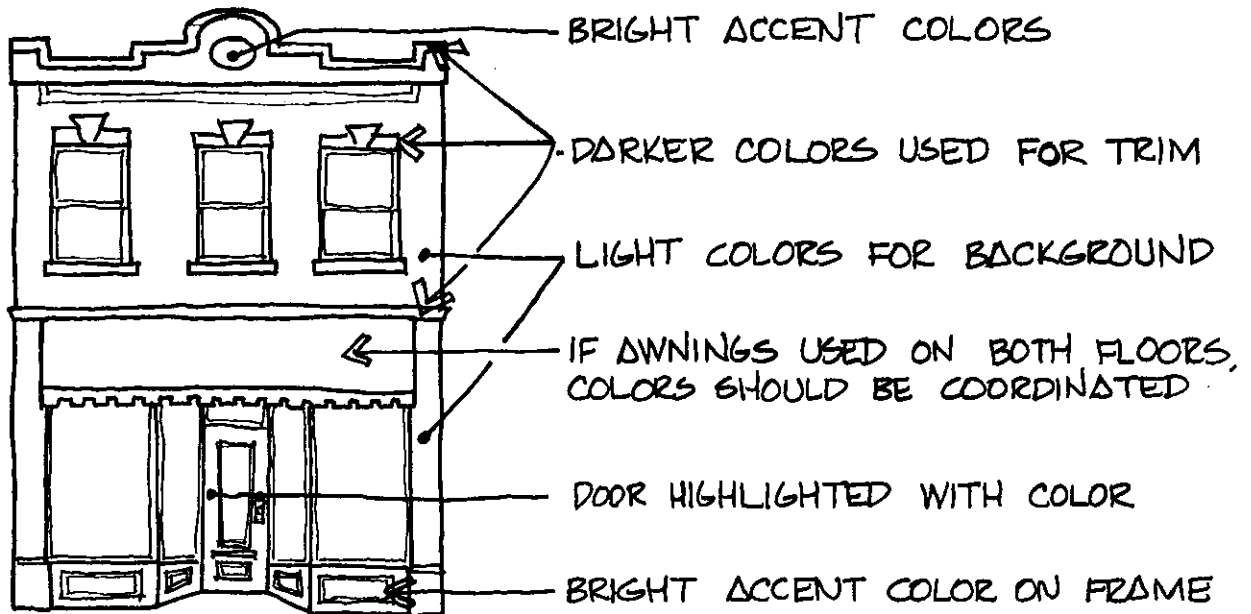 BRIGHT ACCENT COLORS
DARKER COLORS USED FOR TRIM
LIGHT COLORS FOR BACKGROUND
IF AWNINGS USED ON BOTH FLOORS,
COLORS SHOULD BE COORDINATED
DOOR HIGHLIGHTED WITH COLOR
BRIGHT ACCENT COLOR ON FRAME